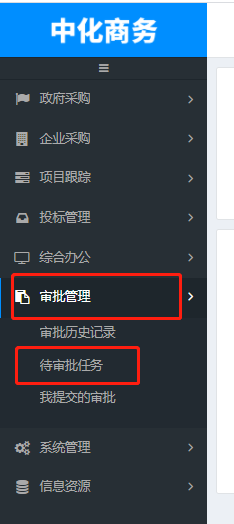 中化商务
政府采购
企业采购
项目跟踪
投标管理
综合办公
审批管理
审批历史记录
待审批任务
我提交的审批
系统管理
信息资源